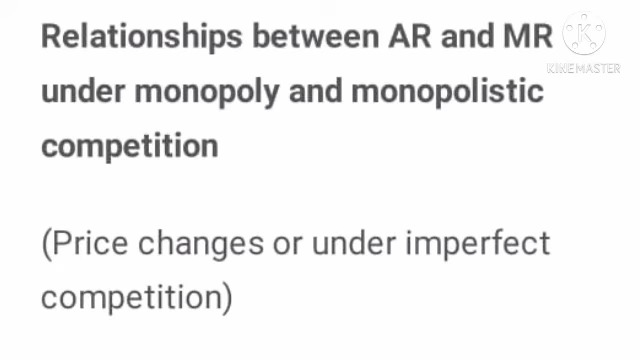 Relationships between AR and MR
under monopoly and monopolistic
competition
(Price changes or under imperfect
competition)
K
KINEMASTER